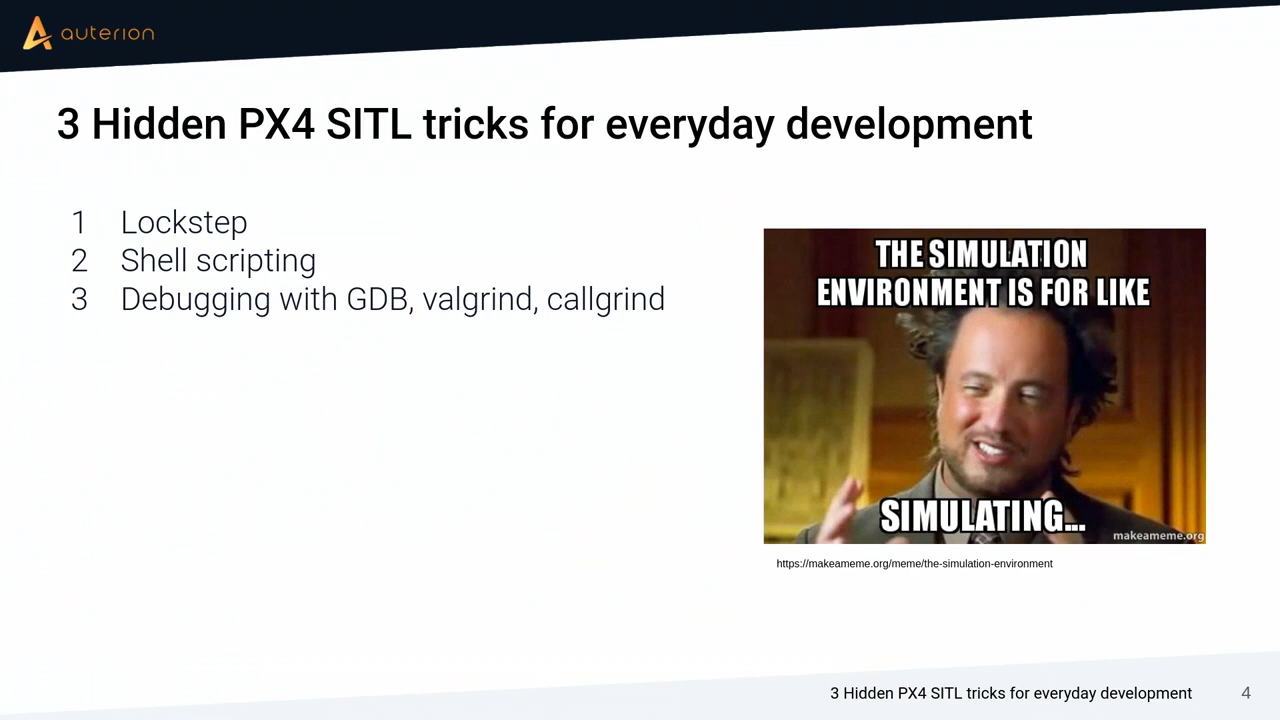 auterion
3 Hidden PX4 SITL tricks for everyday development
1 Lockstep
2 Shell scripting
3 Debugging with GDB, valgrind, callgrind
THE SIMULATION
ENVIRONMENT IS FOR LIKE
SIMULATING...
makeameme.org
https://makeameme.org/meme/the-simulation-environment
3 Hidden PX4 SITL tricks for everyday development
4